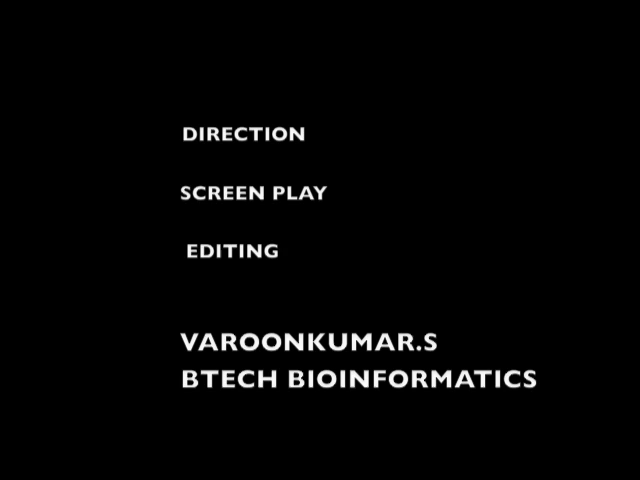 DIRECTION
SCREEN PLAY
EDITING
VAROONKUMAR.S
BTECH BIOINFORMATICS